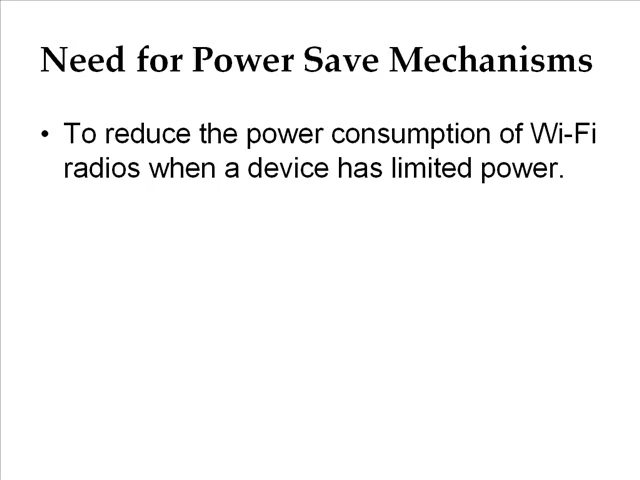 Need for Power Save Mechanisms
• To reduce the power consumption of Wi-Fi
radios when a device has limited power.